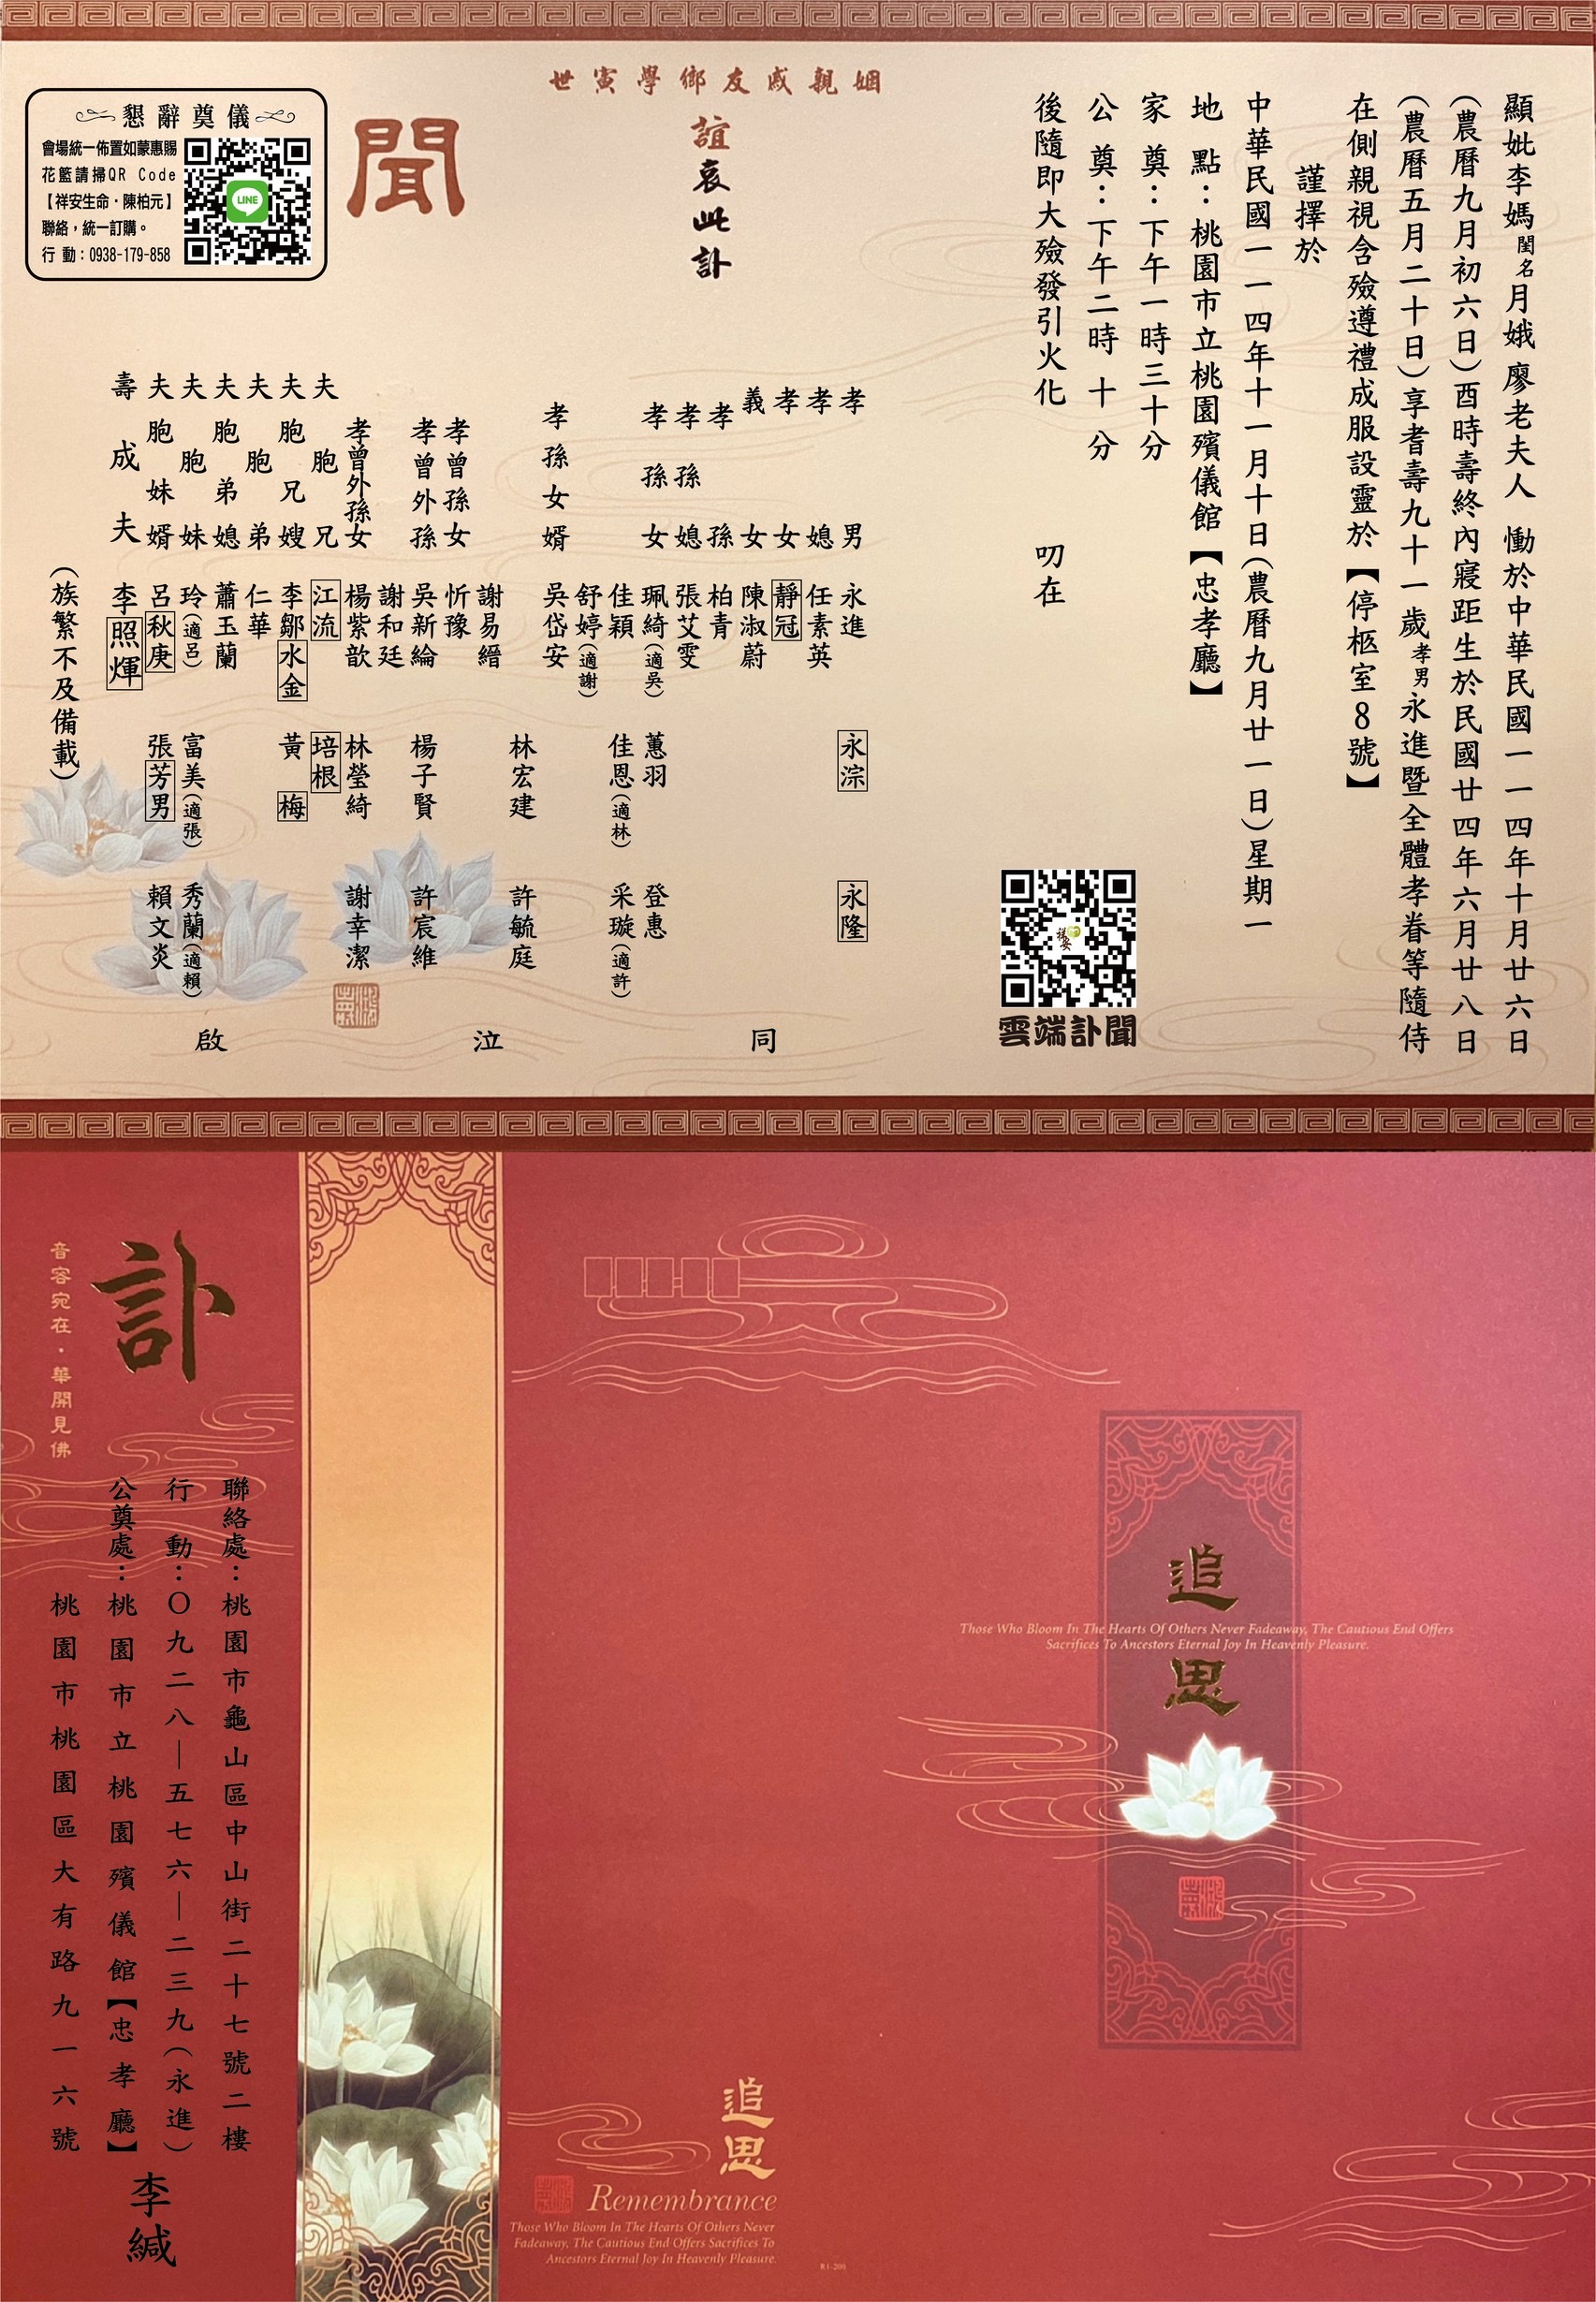 顯妣李媽閨名月娥廖老夫人 慟於中華民國一一四年十月廿六日
(農曆九月初六日)酉時壽終內寢距生於民國廿四年六月廿八日
(農曆五月二十日)享耆壽九十一歲孝男永進暨全體孝眷等隨侍
在側親視含殮遵禮成服設靈於【停柩室8號】
謹擇於
中華民國一一四年十一月十日(農曆九月廿一日)星期一
地 點：桃園市立桃園殯儀館【忠孝廳】
家 奠：下午一時三十分
公 奠：下午二時 十 分
後隨即大殮發引火化 叨在
雲端訃聞
姻親戚友鄉學寅世
誼哀此訃
聞
孝男 永進 永淙 永隆
孝媳 任素英
孝女 靜冠
義女 陳淑蔚
孝孫 柏青
孝孫媳 張艾雯
孝孫女 珮綺(適吳) 蕙羽 登惠
佳穎 佳恩(適林) 采璇(適許)
舒婷(適謝)
孝孫女婿 吳岱安 林宏建 許毓庭
謝易縉
孝曾孫女 忻豫
孝曾外孫 吳新綸 楊子賢 許宸維
謝和廷
孝曾外孫女 楊紫歆 林瑩綺 謝幸潔
夫胞兄 江流 培根
夫胞兄嫂 李鄒水金 黃梅
夫胞弟 仁華
夫胞弟媳 蕭玉蘭
夫胞妹 玲(適呂) 富美(適張) 秀蘭(適賴)
夫胞妹婿 呂秋庚 張芳男 賴文炎
壽成夫 李照煇
(族繁不及備載)
同 泣 啟
懇辭奠儀
會場統一佈置如蒙惠賜
花籃請掃QR Code
【祥安生命·陳柏元】
聯絡，統一訂購。
行 動：0938-179-858
LINE
追思
Those Who Bloom In The Hearts Of Others Never Fadeaway, The Cautious End Offers
Sacrifices To Ancestors Eternal Joy In Heavenly Pleasure.
追思
Remembrance
Those Who Bloom In The Hearts Of Others Never
Fadeaway, The Cautious End Offers Sacrifices To
Ancestors Eternal Joy In Heavenly Pleasure.
R1-200
聯絡處：桃園市龜山區中山街二十七號二樓
行 動：〇九二八—五七六—二三九(永進)
公奠處：桃園市立桃園殯儀館【忠孝廳】
桃園市桃園區大有路九一六號
訃
音容宛在·華開見佛
李緘